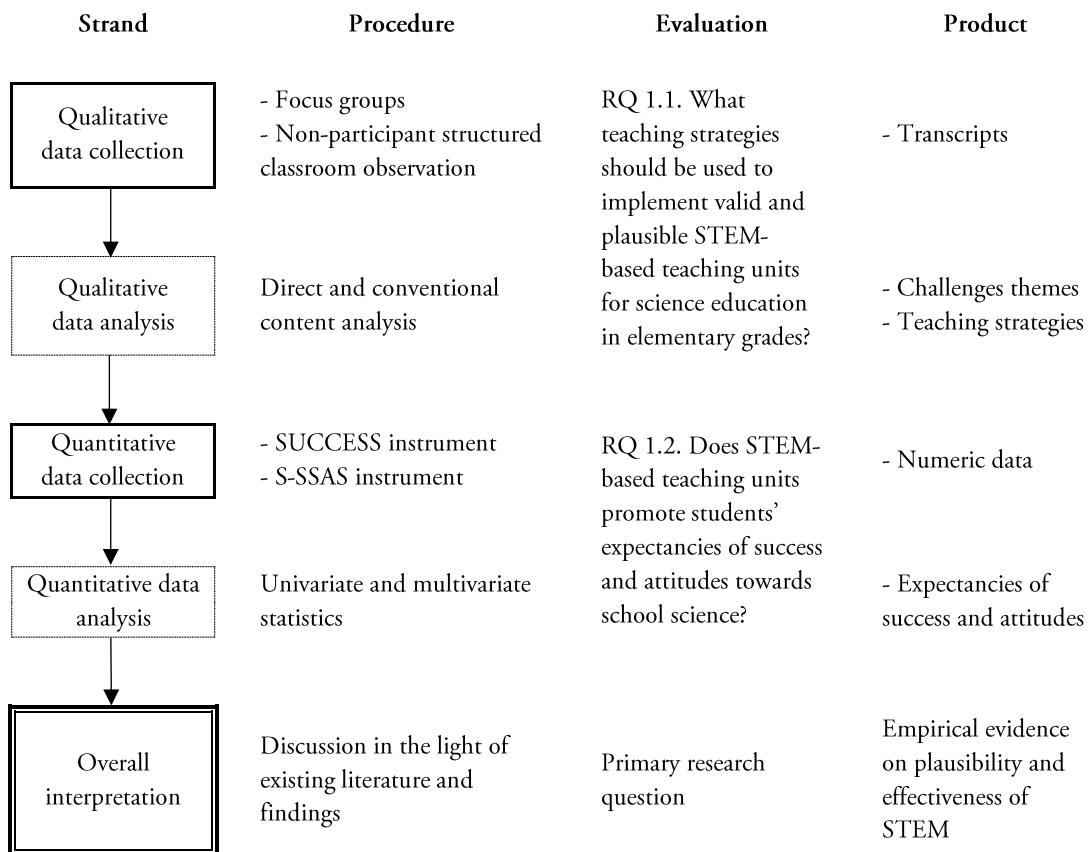 Strand
Procedure
Evaluation
Product
Qualitative
data collection
- Focus groups
- Non-participant structured
classroom observation
RQ 1.1. What
teaching strategies
should be used to
implement valid and
plausible STEM-
based teaching units
for science education
in elementary grades?
- Transcripts
Qualitative
data analysis
Direct and conventional
content analysis
- Challenges themes
- Teaching strategies
Quantitative
data collection
- SUCCESS instrument
- S-SSAS instrument
RQ 1.2. Does STEM-
based teaching units
promote students’
expectancies of success
and attitudes towards
school science?
- Numeric data
Quantitative data
analysis
Univariate and multivariate
statistics
- Expectancies of
success and attitudes
Overall
interpretation
Discussion in the light of
existing literature and
findings
Primary research
question
Empirical evidence
on plausibility and
effectiveness of
STEM